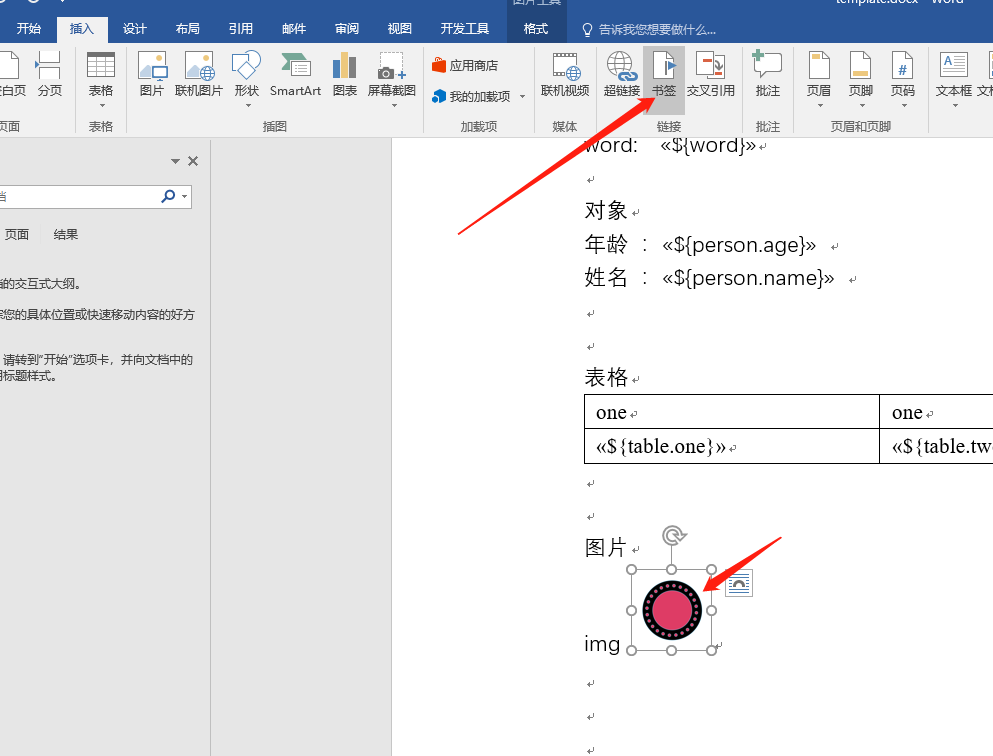 template.docx - Word
开始 插入 设计 布局 引用 邮件 审阅 视图 开发工具 格式 告诉我您想要做什么...
空白页 分页 表格 图片 联机图片 形状 SmartArt 图表 屏幕截图 应用商店 我的加载项 联机视频 超链接 书签 交叉引用 批注 页眉 页脚 页码 文本框
页面 表格 插图 加载项 媒体 链接 批注 页眉和页脚
word: «${word}»
对象
年龄 : «${person.age}»
姓名 : «${person.name}»
表格
one one
«${table.one}» «${table.tw
图片
img
页面 结果
的交互式大纲。
您的具体位置或快速移动内容的好方
请转到“开始”选项卡，并向文档中的
标题样式。